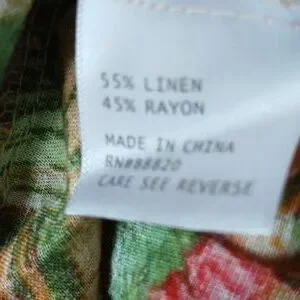 55% LINEN
45% RAYON
MADE IN CHINA
RN#88820
CARE SEE REVERSE